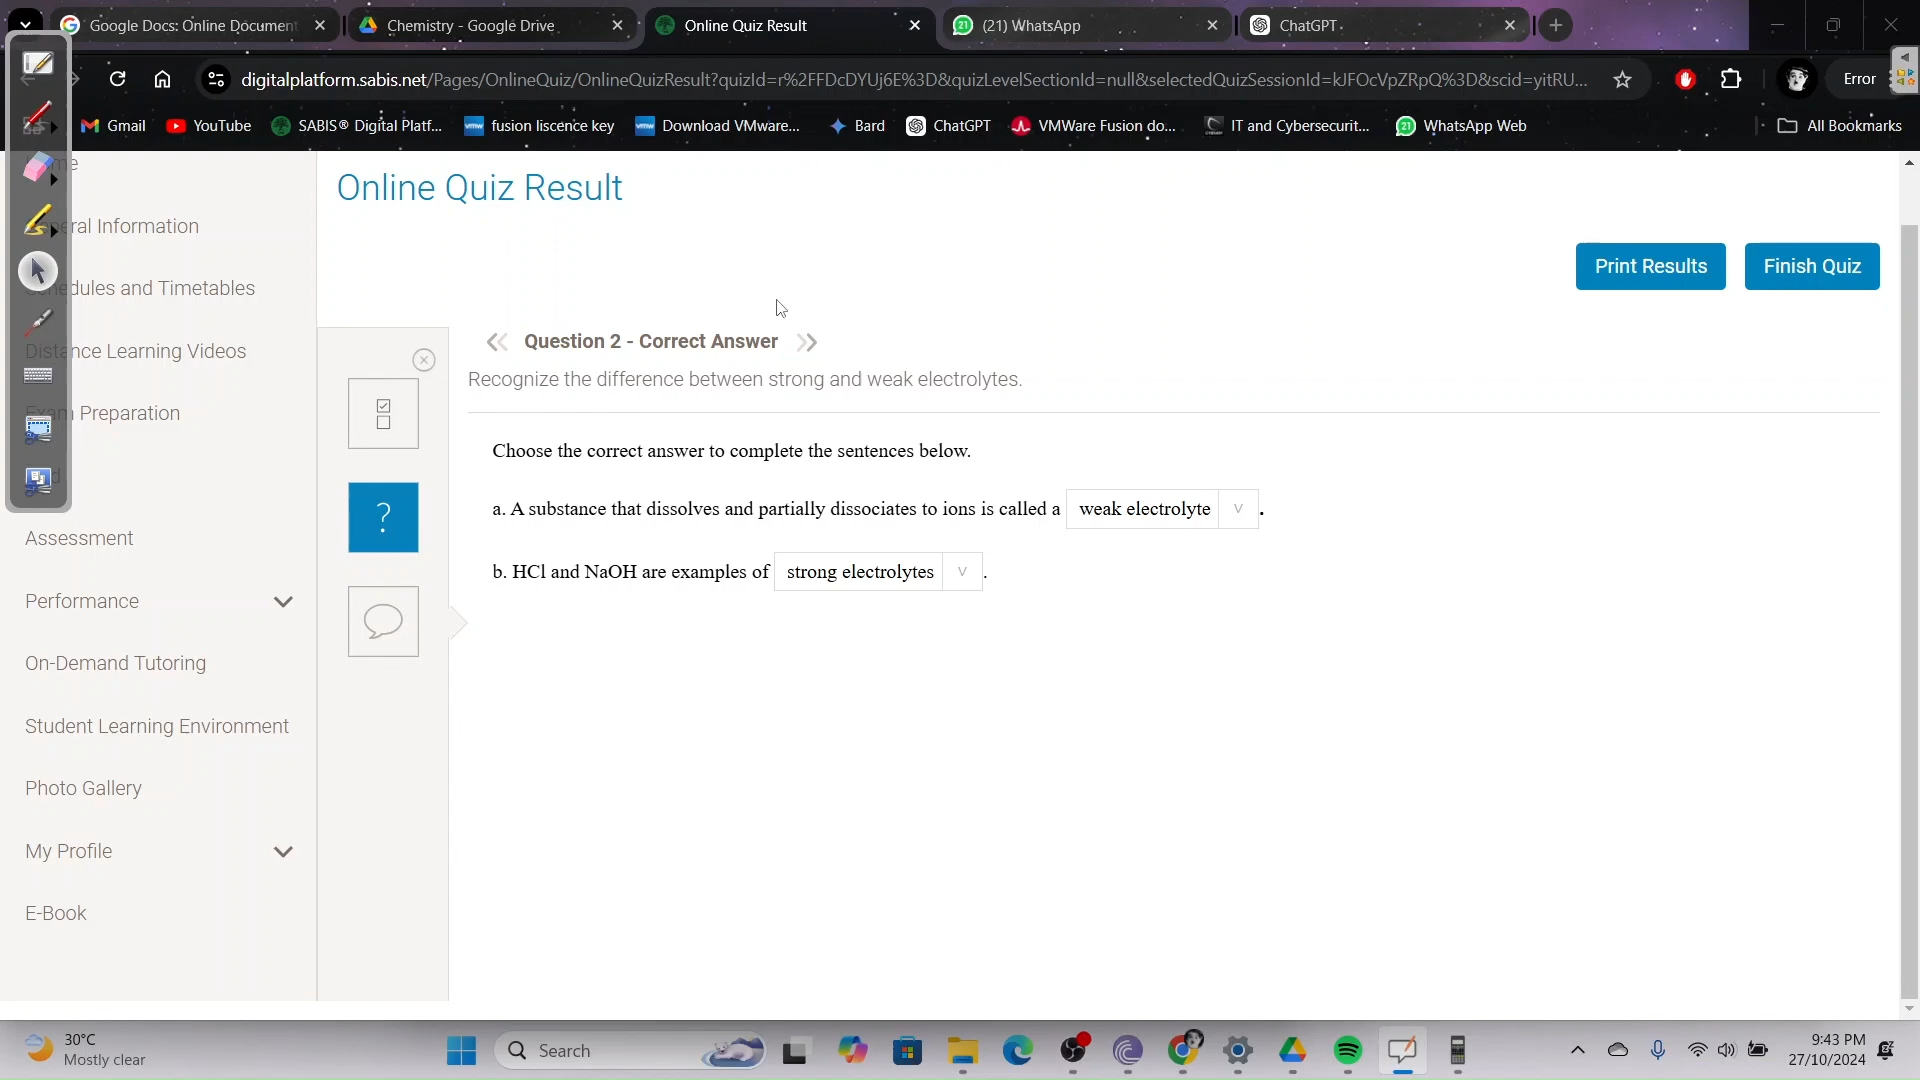 Google Docs: Online Document
Chemistry - Google Drive
Online Quiz Result
(21) WhatsApp
ChatGPT
digitalplatform.sabis.net/Pages/OnlineQuiz/OnlineQuizResult?quizId=r%2FFDcDYUj6E%3D&quizLevelSectionId=null&selectedQuizSessionId=kJFOcVpZRpQ%3D&scid=yitRU...
Error
Gmail
YouTube
SABIS® Digital Platf...
fusion liscence key
Download VMware...
Bard
ChatGPT
VMWare Fusion do...
IT and Cybersecurit...
WhatsApp Web
All Bookmarks
General Information
Schedules and Timetables
Distance Learning Videos
Exam Preparation
Assessment
Performance
On-Demand Tutoring
Student Learning Environment
Photo Gallery
My Profile
E-Book
Online Quiz Result
Print Results
Finish Quiz
Question 2 - Correct Answer
Recognize the difference between strong and weak electrolytes.
Choose the correct answer to complete the sentences below.
a. A substance that dissolves and partially dissociates to ions is called a weak electrolyte .
b. HCl and NaOH are examples of strong electrolytes .
30°C
Mostly clear
Search
9:43 PM
27/10/2024